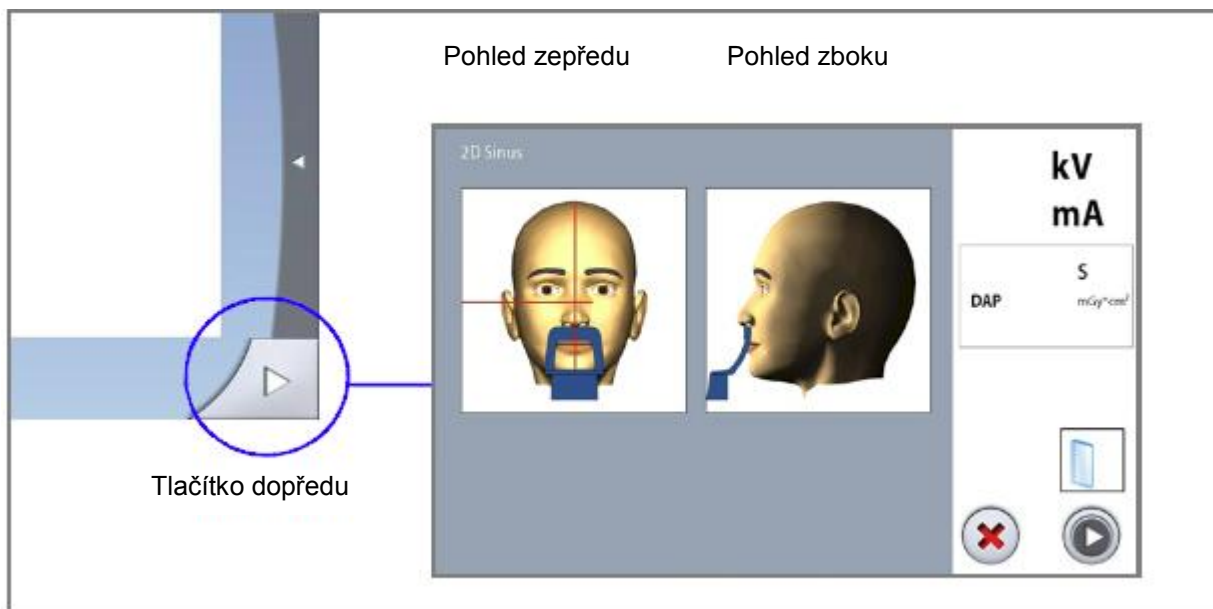 Pohled zepředu
Pohled zboku
2D Sinus
kV
mA
S
DAP
mGy*cm²
Tlačítko dopředu